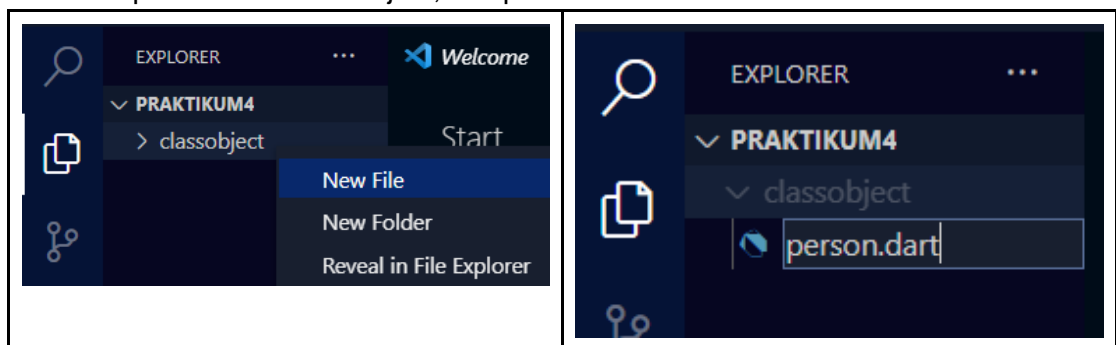 EXPLORER ...
Welcome
PRAKTIKUM4
classobject
Start
New File
New Folder
Reveal in File Explorer
EXPLORER ...
PRAKTIKUM4
classobject
person.dart